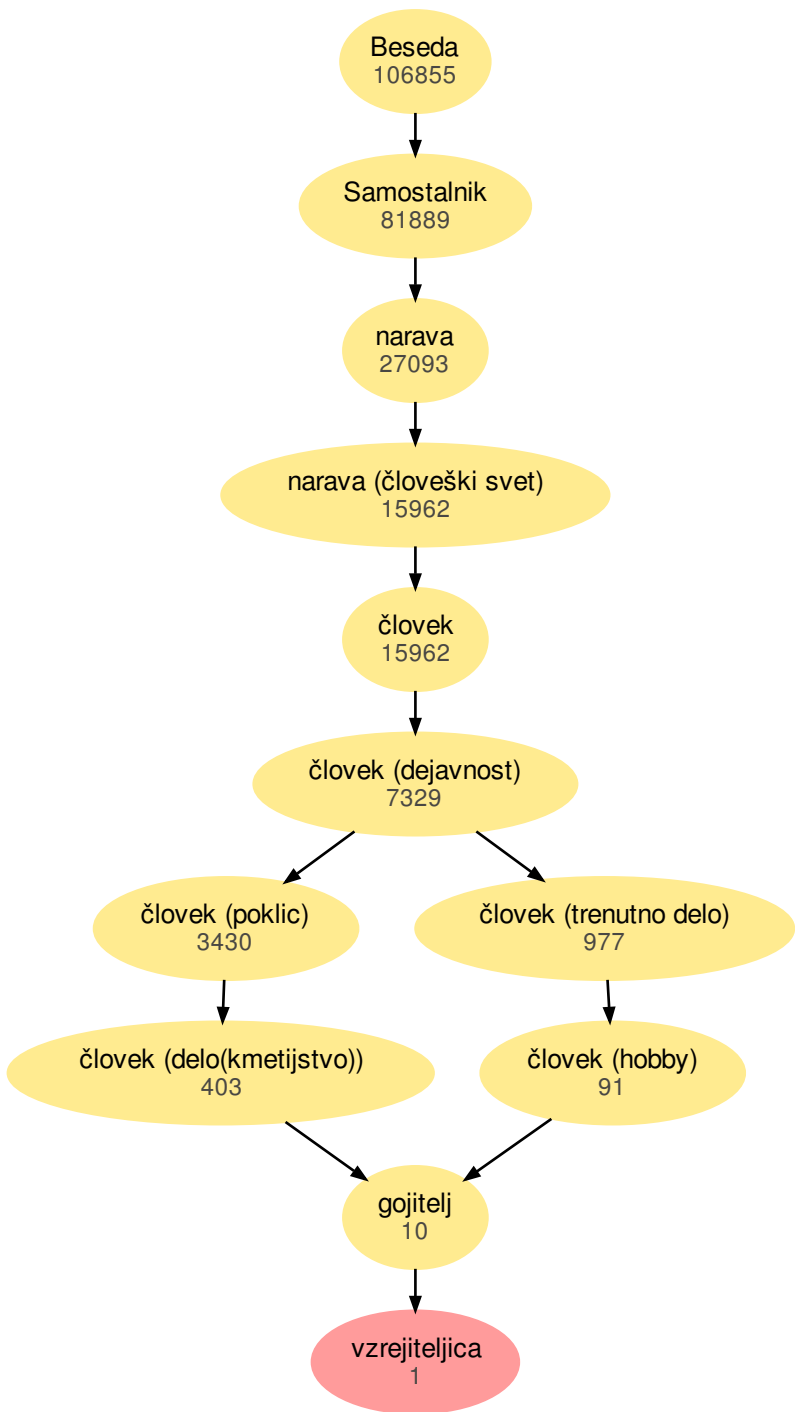 Beseda
106855
Samostalnik
81889
narava
27093
narava (človeški svet)
15962
človek
15962
človek (dejavnost)
7329
človek (poklic)
3430
človek (trenutno delo)
977
človek (delo(kmetijstvo))
403
človek (hobby)
91
gojitelj
10
vzrejiteljica
1